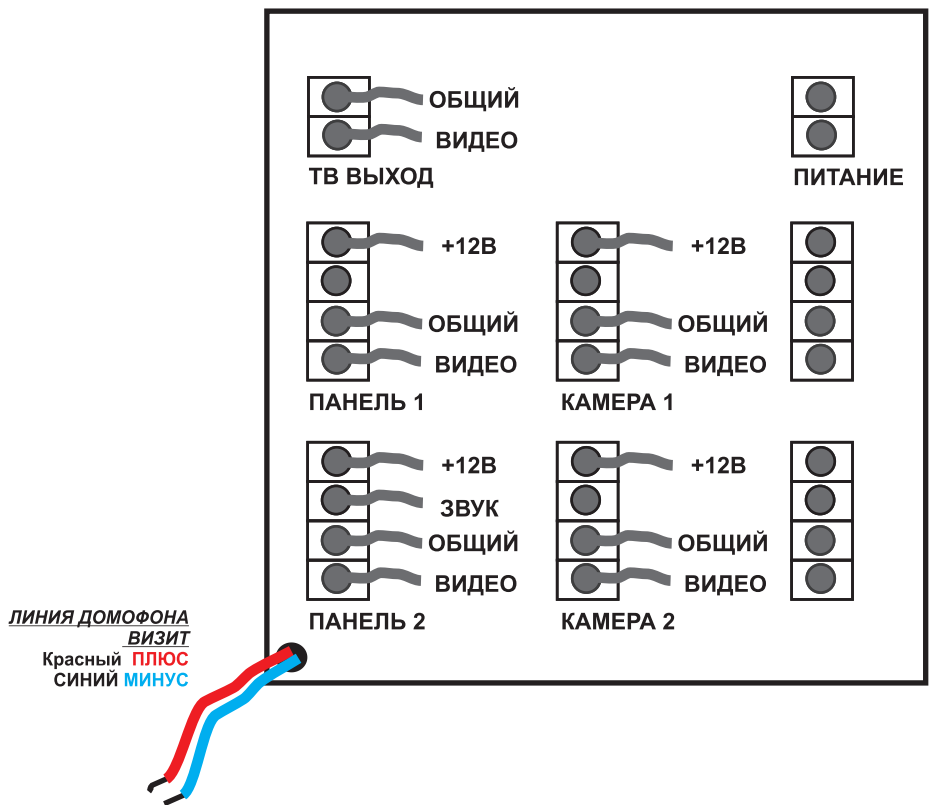 ОБЩИЙ
ВИДЕО
ТВ ВЫХОД
ПИТАНИЕ
+12В
+12В
ОБЩИЙ
ОБЩИЙ
ВИДЕО
ВИДЕО
ПАНЕЛЬ 1
КАМЕРА 1
+12В
+12В
ЗВУК
ОБЩИЙ
ОБЩИЙ
ВИДЕО
ВИДЕО
ПАНЕЛЬ 2
КАМЕРА 2
ЛИНИЯ ДОМОФОНА
ВИЗИТ
Красный ПЛЮС
СИНИЙ МИНУС